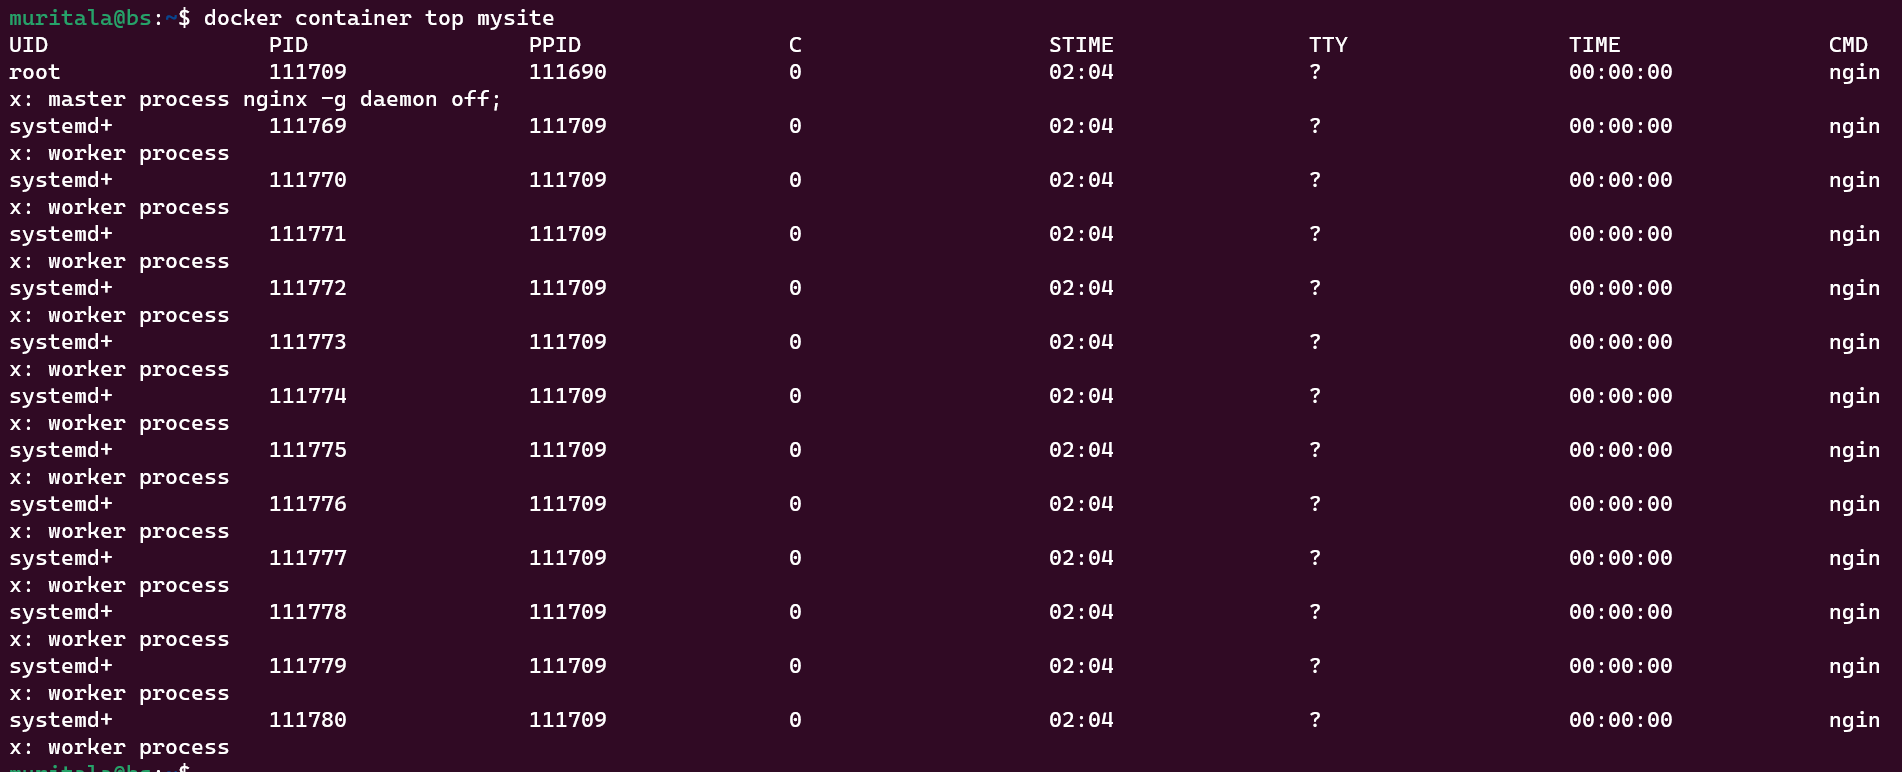 muritala@bs:~$ docker container top mysite
UID                 PID                 PPID                C                   STIME               TTY                 TIME                CMD
root                111709              111690              0                   02:04               ?                   00:00:00            ngin
x: master process nginx -g daemon off;
systemd+            111769              111709              0                   02:04               ?                   00:00:00            ngin
x: worker process
systemd+            111770              111709              0                   02:04               ?                   00:00:00            ngin
x: worker process
systemd+            111771              111709              0                   02:04               ?                   00:00:00            ngin
x: worker process
systemd+            111772              111709              0                   02:04               ?                   00:00:00            ngin
x: worker process
systemd+            111773              111709              0                   02:04               ?                   00:00:00            ngin
x: worker process
systemd+            111774              111709              0                   02:04               ?                   00:00:00            ngin
x: worker process
systemd+            111775              111709              0                   02:04               ?                   00:00:00            ngin
x: worker process
systemd+            111776              111709              0                   02:04               ?                   00:00:00            ngin
x: worker process
systemd+            111777              111709              0                   02:04               ?                   00:00:00            ngin
x: worker process
systemd+            111778              111709              0                   02:04               ?                   00:00:00            ngin
x: worker process
systemd+            111779              111709              0                   02:04               ?                   00:00:00            ngin
x: worker process
systemd+            111780              111709              0                   02:04               ?                   00:00:00            ngin
x: worker process
muritala@bs:~$